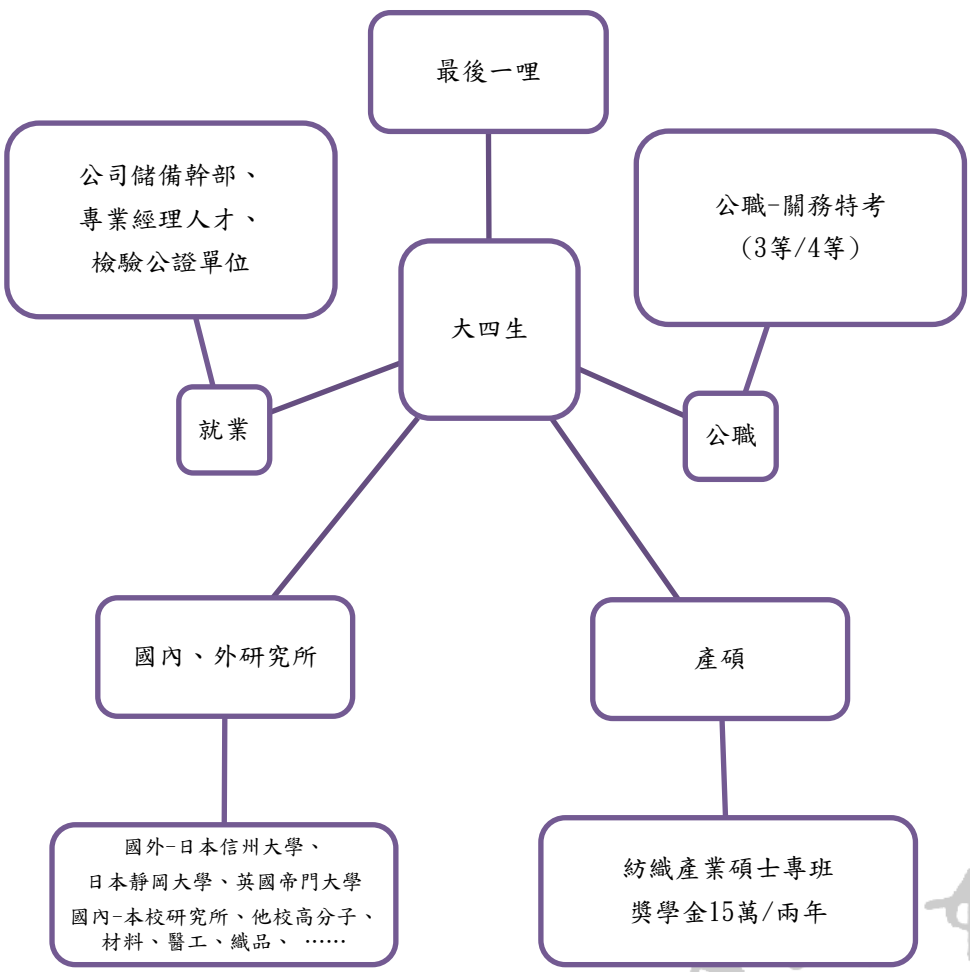 最後一哩
公司儲備幹部、
專業經理人才、
檢驗公證單位
公職-關務特考
(3等/4等)
大四生
就業
公職
國內、外研究所
產碩
國外-日本信州大學、
日本靜岡大學、英國帝門大學
國內-本校研究所、他校高分子、
材料、醫工、織品、 ……
紡織產業碩士專班
獎學金15萬/兩年